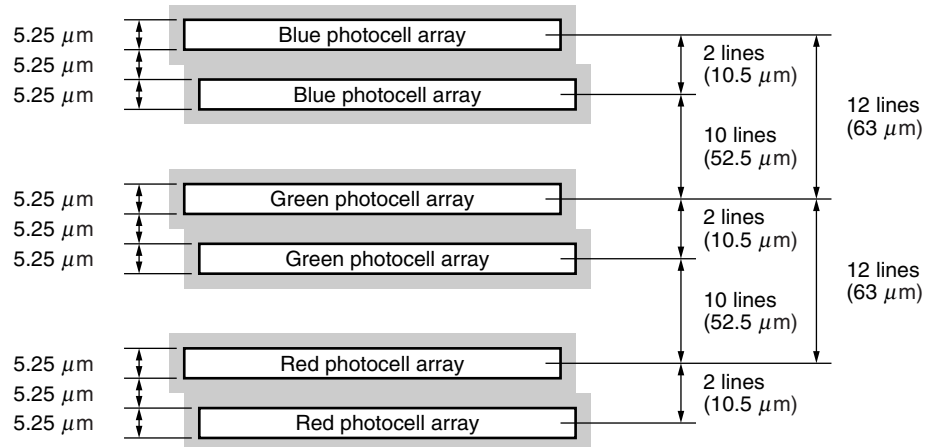 5.25 μm
Blue photocell array
5.25 μm
2 lines
(10.5 μm)
5.25 μm
Blue photocell array
12 lines
(63 μm)
10 lines
(52.5 μm)
5.25 μm
Green photocell array
5.25 μm
2 lines
(10.5 μm)
5.25 μm
Green photocell array
12 lines
(63 μm)
10 lines
(52.5 μm)
5.25 μm
Red photocell array
5.25 μm
2 lines
(10.5 μm)
5.25 μm
Red photocell array